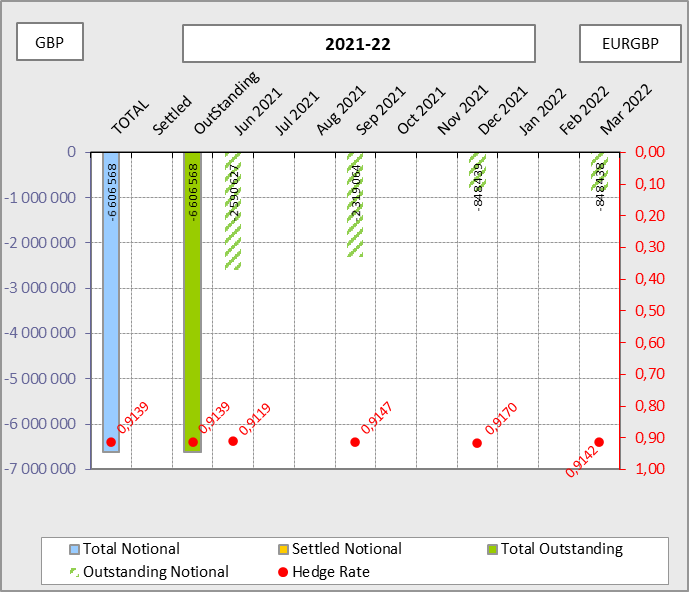 GBP
2021-22
EURGBP
TOTAL
Settled
OutStanding
Jun 2021
Jul 2021
Aug 2021
Sep 2021
Oct 2021
Nov 2021
Dec 2021
Jan 2022
Feb 2022
Mar 2022
0
-1 000 000
-2 000 000
-3 000 000
-4 000 000
-5 000 000
-6 000 000
-7 000 000
-6 606 568
-6 606 568
-2 590 627
-2 319 064
-848 439
-848 438
0,9139
0,9139
0,9119
0,9147
0,9170
0,9142
0,00
0,10
0,20
0,30
0,40
0,50
0,60
0,70
0,80
0,90
1,00
Total Notional
Settled Notional
Total Outstanding
Outstanding Notional
Hedge Rate